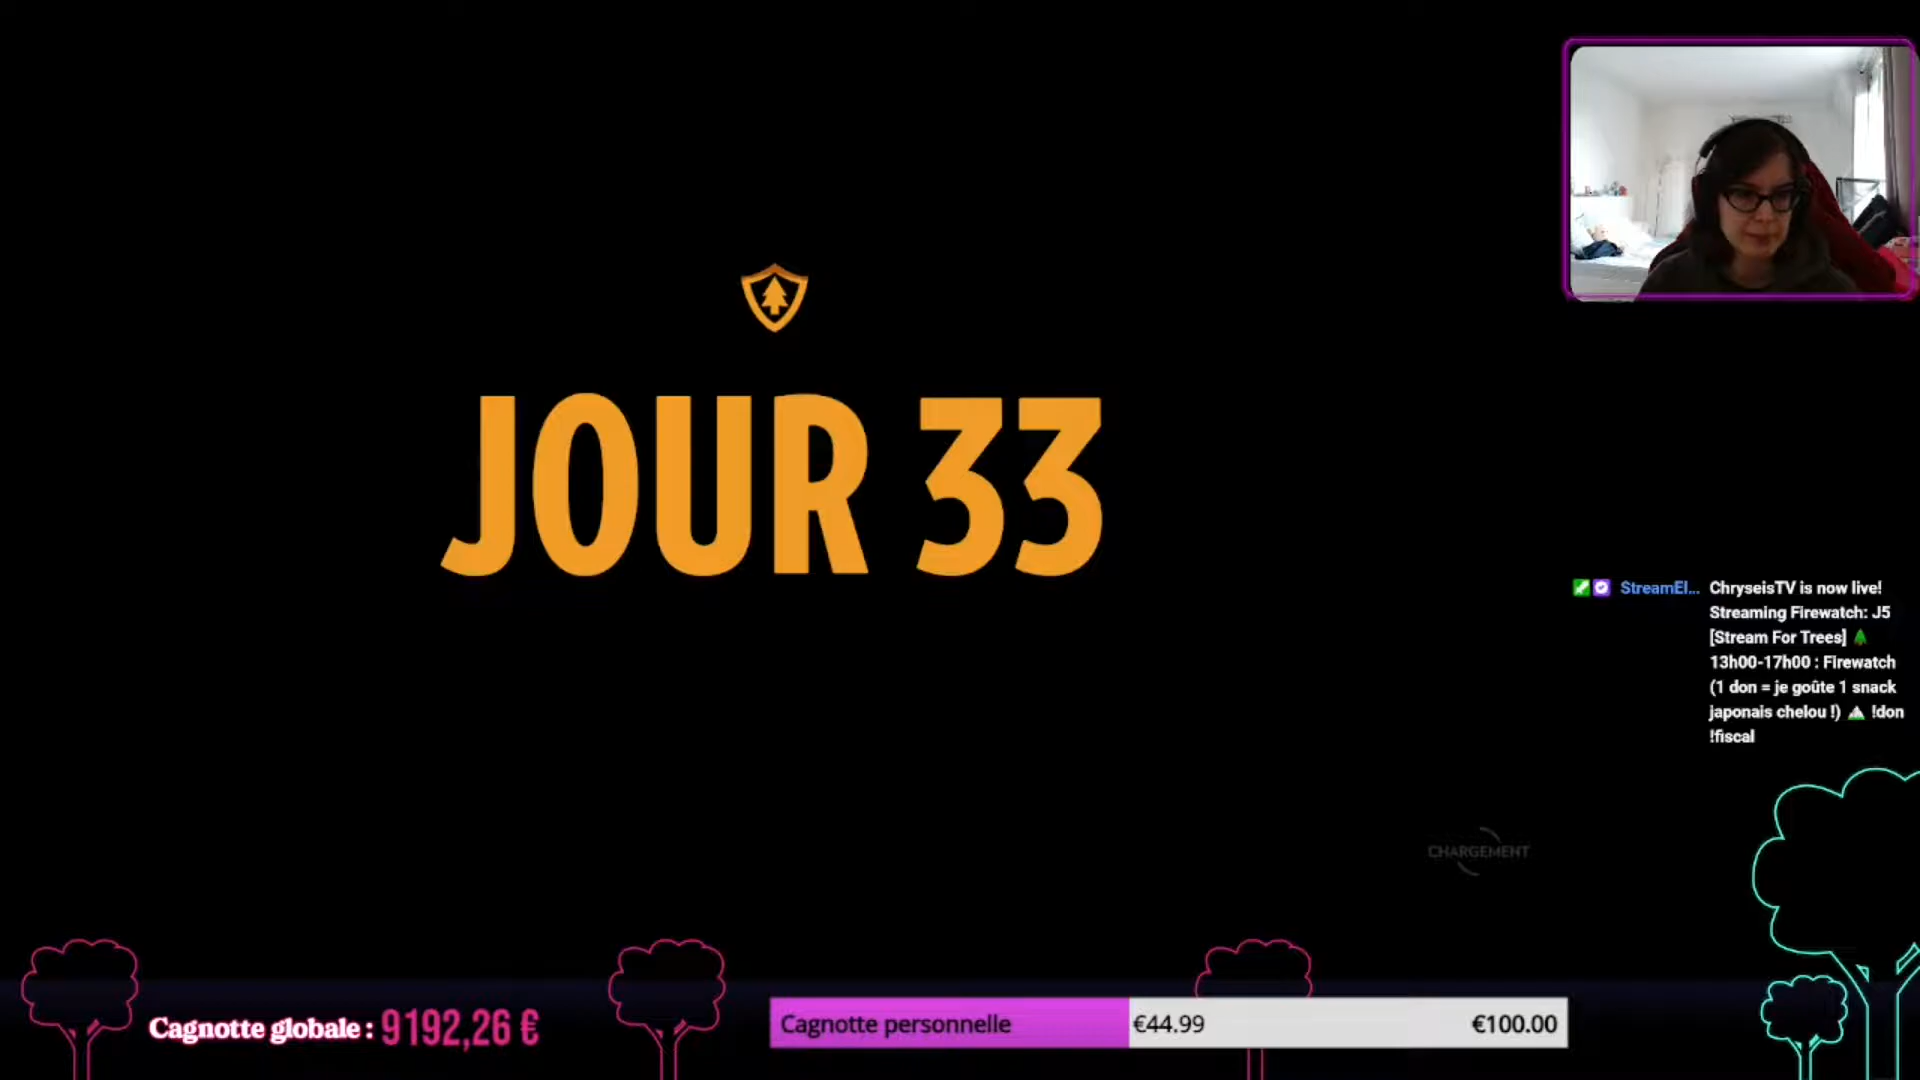 JOUR 33
StreamEl... ChryseisTV is now live!
Streaming Firewatch: J5
[Stream For Trees]
13h00-17h00 : Firewatch
(1 don = je goûte 1 snack
japonais chelou !) !don
!fiscal
CHARGEMENT
Cagnotte globale : 9192,26 €
Cagnotte personnelle €44.99 €100.00